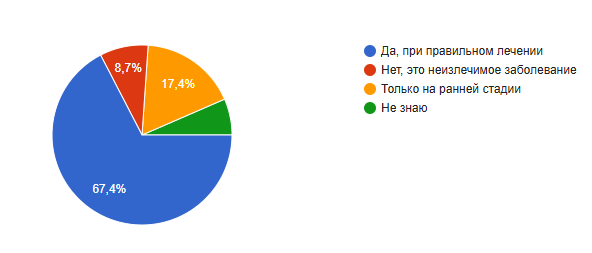 8,7%
17,4%
67,4%
Да, при правильном лечении
Нет, это неизлечимое заболевание
Только на ранней стадии
Не знаю